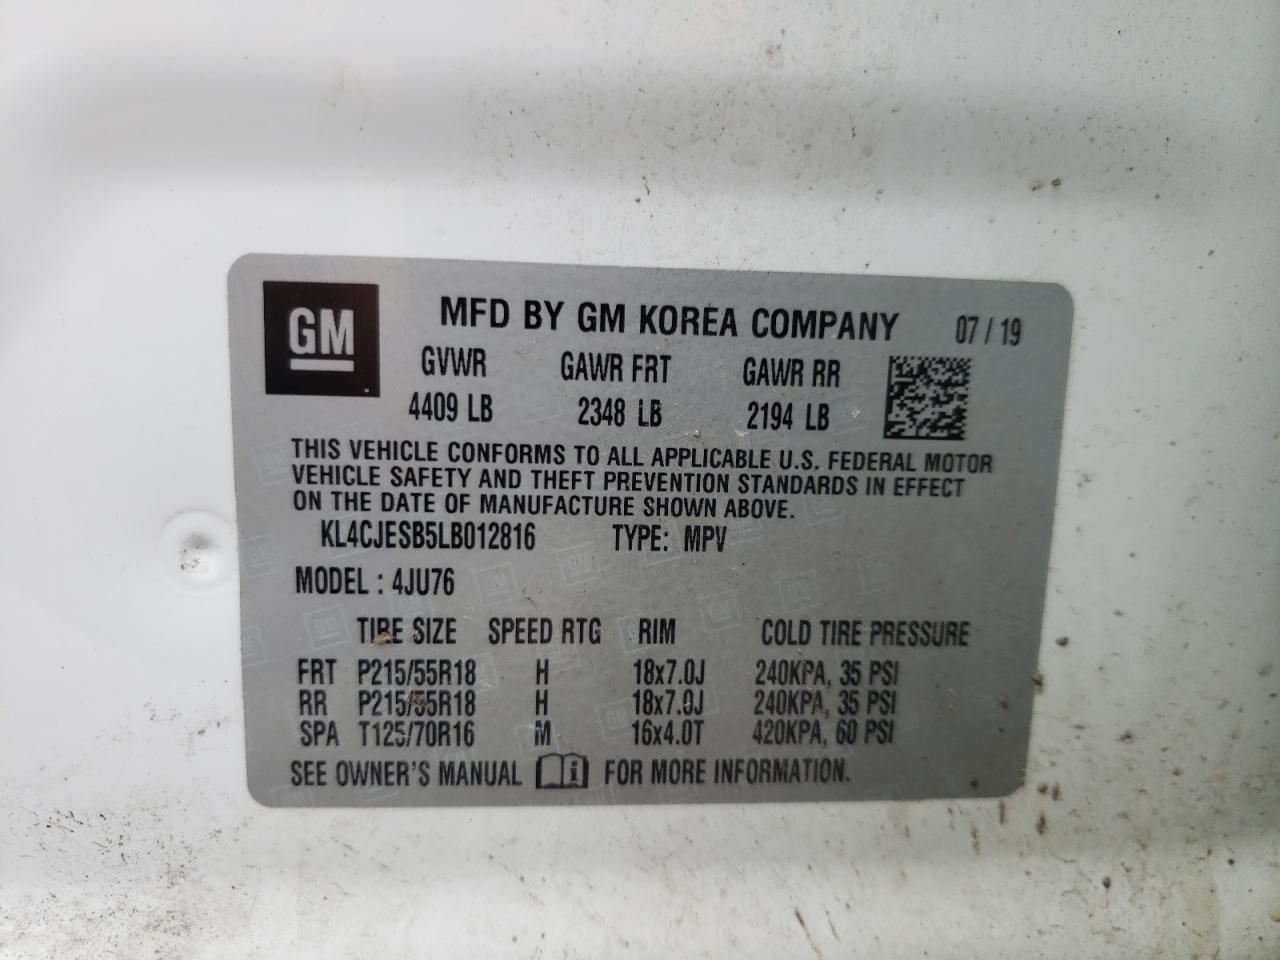 GM
MFD BY GM KOREA COMPANY 07 / 19
GVWR GAWR FRT GAWR RR
4409 LB 2348 LB 2194 LB
THIS VEHICLE CONFORMS TO ALL APPLICABLE U.S. FEDERAL MOTOR
VEHICLE SAFETY AND THEFT PREVENTION STANDARDS IN EFFECT
ON THE DATE OF MANUFACTURE SHOWN ABOVE.
KL4CJESB5LB012816 TYPE: MPV
MODEL : 4JU76
TIRE SIZE SPEED RTG RIM COLD TIRE PRESSURE
FRT P215/55R18 H 18x7.0J 240KPA, 35 PSI
RR P215/55R18 H 18x7.0J 240KPA, 35 PSI
SPA T125/70R16 M 16x4.0T 420KPA, 60 PSI
SEE OWNER'S MANUAL FOR MORE INFORMATION.